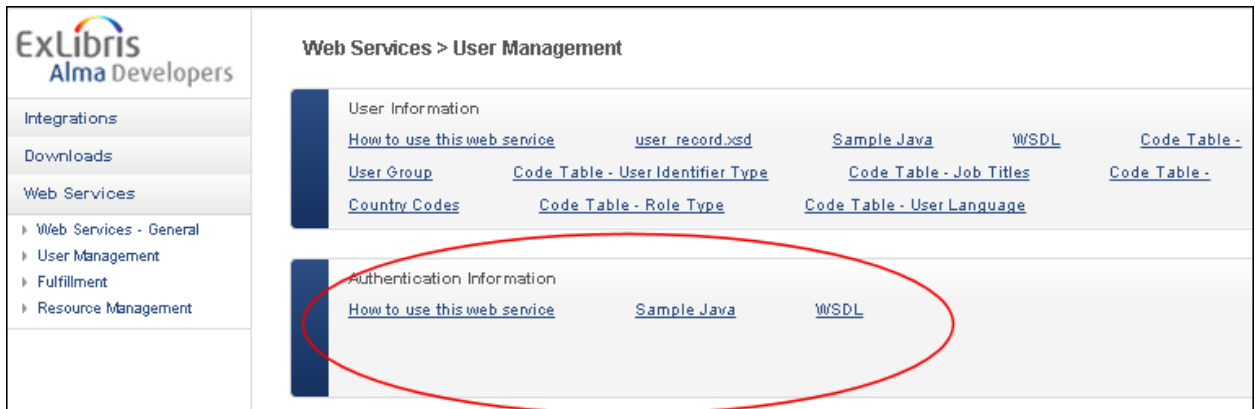 ExLibris
Alma Developers
Integrations
Downloads
Web Services
Web Services - General
User Management
Fulfillment
Resource Management
Web Services > User Management
User Information
How to use this web service user_record.xsd Sample Java WSDL Code Table -
User Group Code Table - User Identifier Type Code Table - Job Titles Code Table -
Country Codes Code Table - Role Type Code Table - User Language
Authentication Information
How to use this web service Sample Java WSDL